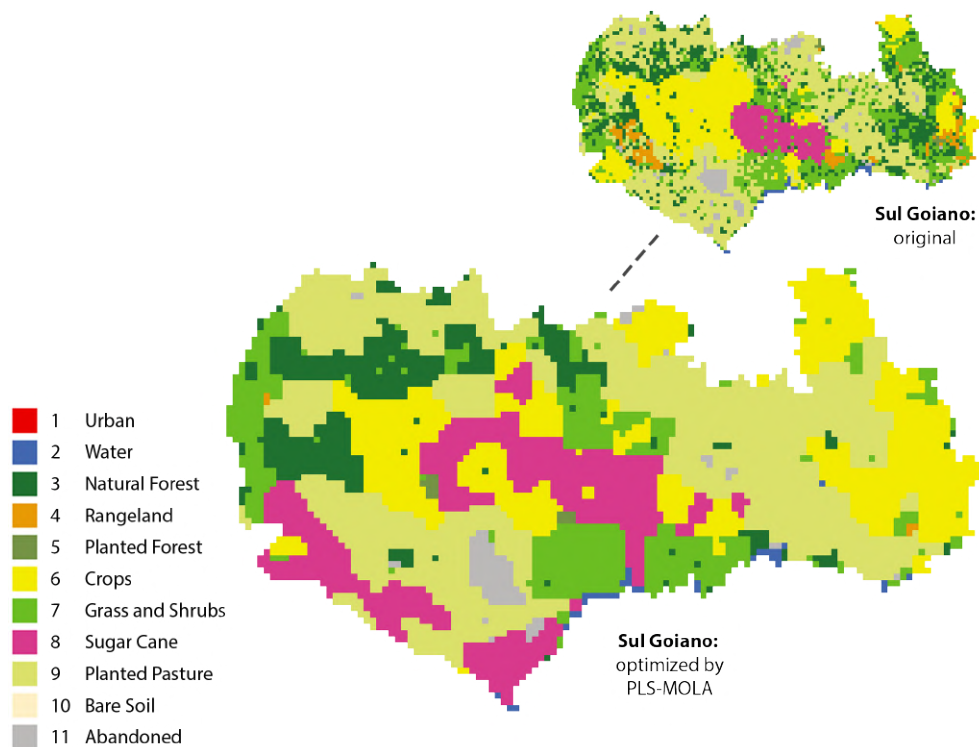 Sul Goiano:
original
1 Urban
2 Water
3 Natural Forest
4 Rangeland
5 Planted Forest
6 Crops
7 Grass and Shrubs
8 Sugar Cane
9 Planted Pasture
10 Bare Soil
11 Abandoned
Sul Goiano:
optimized by
PLS-MOLA